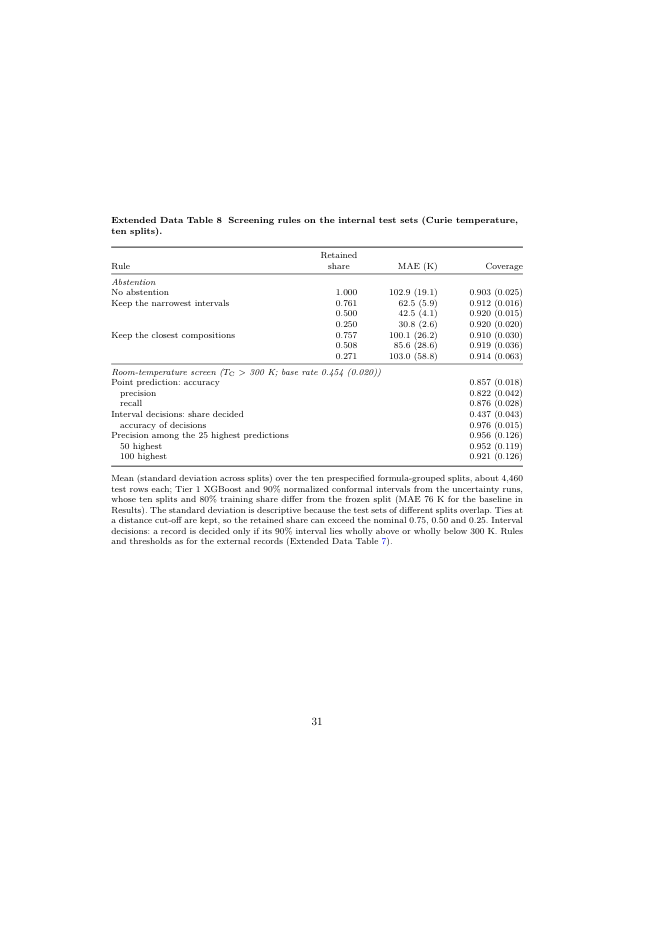 Extended Data Table 8 Screening rules on the internal test sets (Curie temperature,
ten splits).
Retained
Rule share MAE (K) Coverage
Abstention
No abstention 1.000 102.9 (19.1) 0.903 (0.025)
Keep the narrowest intervals 0.761 62.5 (5.9) 0.912 (0.016)
0.500 42.5 (4.1) 0.920 (0.015)
0.250 30.8 (2.6) 0.920 (0.020)
Keep the closest compositions 0.757 100.1 (26.2) 0.910 (0.030)
0.508 85.6 (28.6) 0.919 (0.036)
0.271 103.0 (58.8) 0.914 (0.063)
Room-temperature screen (TC > 300 K; base rate 0.454 (0.020))
Point prediction: accuracy 0.857 (0.018)
precision 0.822 (0.042)
recall 0.876 (0.028)
Interval decisions: share decided 0.437 (0.043)
accuracy of decisions 0.976 (0.015)
Precision among the 25 highest predictions 0.956 (0.126)
50 highest 0.952 (0.119)
100 highest 0.921 (0.126)
Mean (standard deviation across splits) over the ten prespecified formula-grouped splits, about 4,460
test rows each; Tier 1 XGBoost and 90% normalized conformal intervals from the uncertainty runs,
whose ten splits and 80% training share differ from the frozen split (MAE 76 K for the baseline in
Results). The standard deviation is descriptive because the test sets of different splits overlap. Ties at
a distance cut-off are kept, so the retained share can exceed the nominal 0.75, 0.50 and 0.25. Interval
decisions: a record is decided only if its 90% interval lies wholly above or wholly below 300 K. Rules
and thresholds as for the external records (Extended Data Table 7).
31